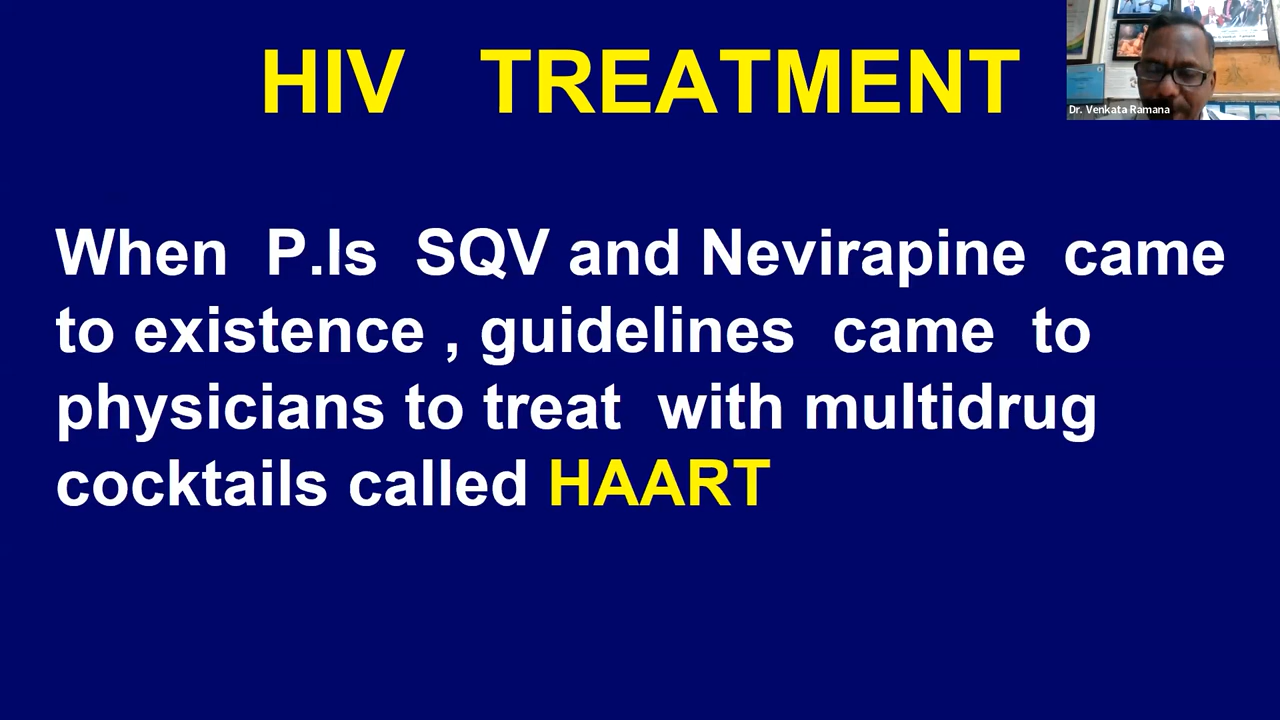 HIV TREATMENT
Dr. Venkata Ramana
When P.Is SQV and Nevirapine came
to existence , guidelines came to
physicians to treat with multidrug
cocktails called HAART